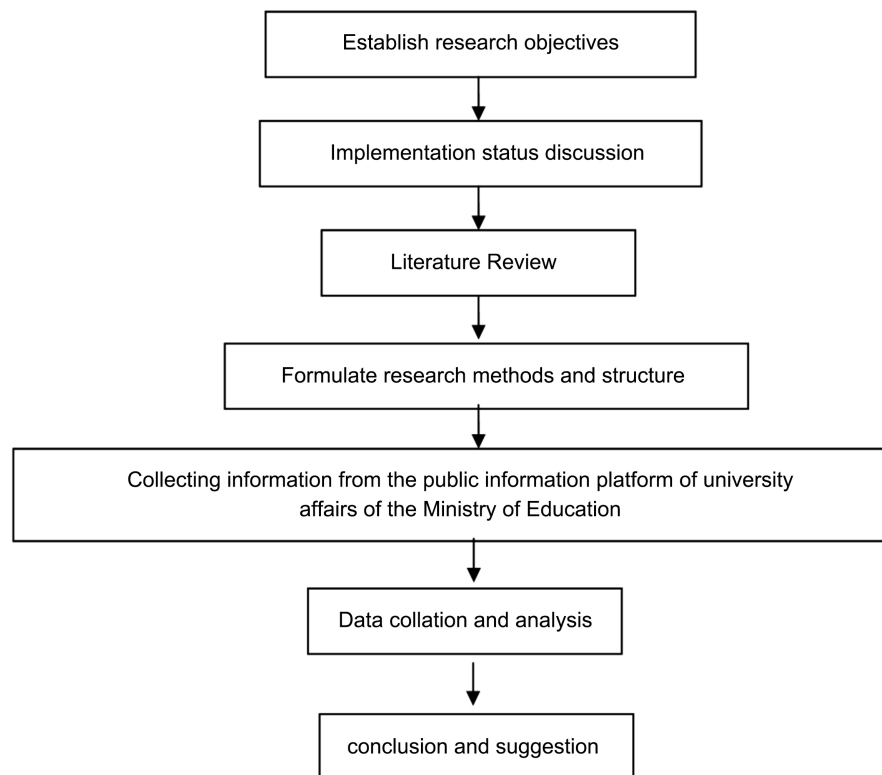 Establish research objectives
Implementation status discussion
Literature Review
Formulate research methods and structure
Collecting information from the public information platform of university
affairs of the Ministry of Education
Data collation and analysis
conclusion and suggestion